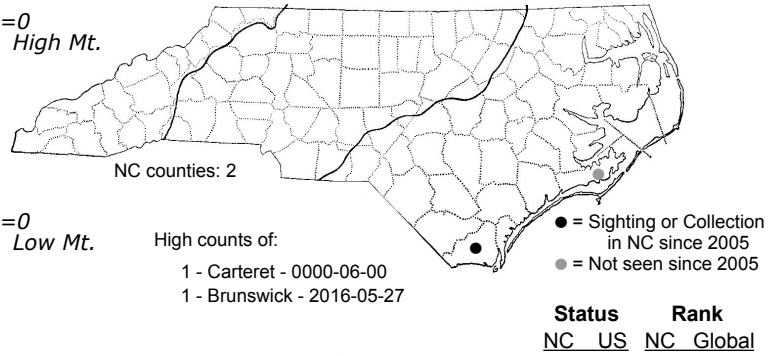 =0
High Mt.
NC counties: 2
=0
Low Mt.
High counts of:
1 - Carteret - 0000-06-00
1 - Brunswick - 2016-05-27
● = Sighting or Collection
in NC since 2005
● = Not seen since 2005
Status Rank
NC US NC Global